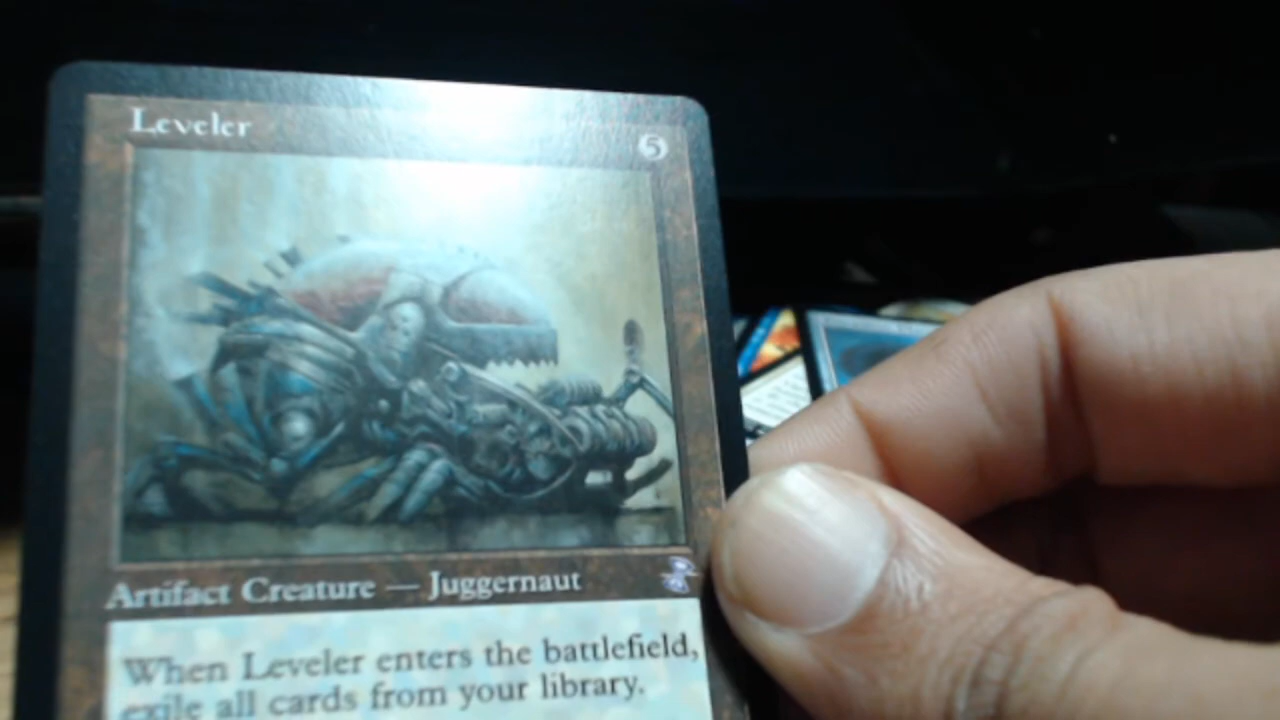 Leveler
5
Artifact Creature — Juggernaut
When Leveler enters the battlefield,
exile all cards from your library.